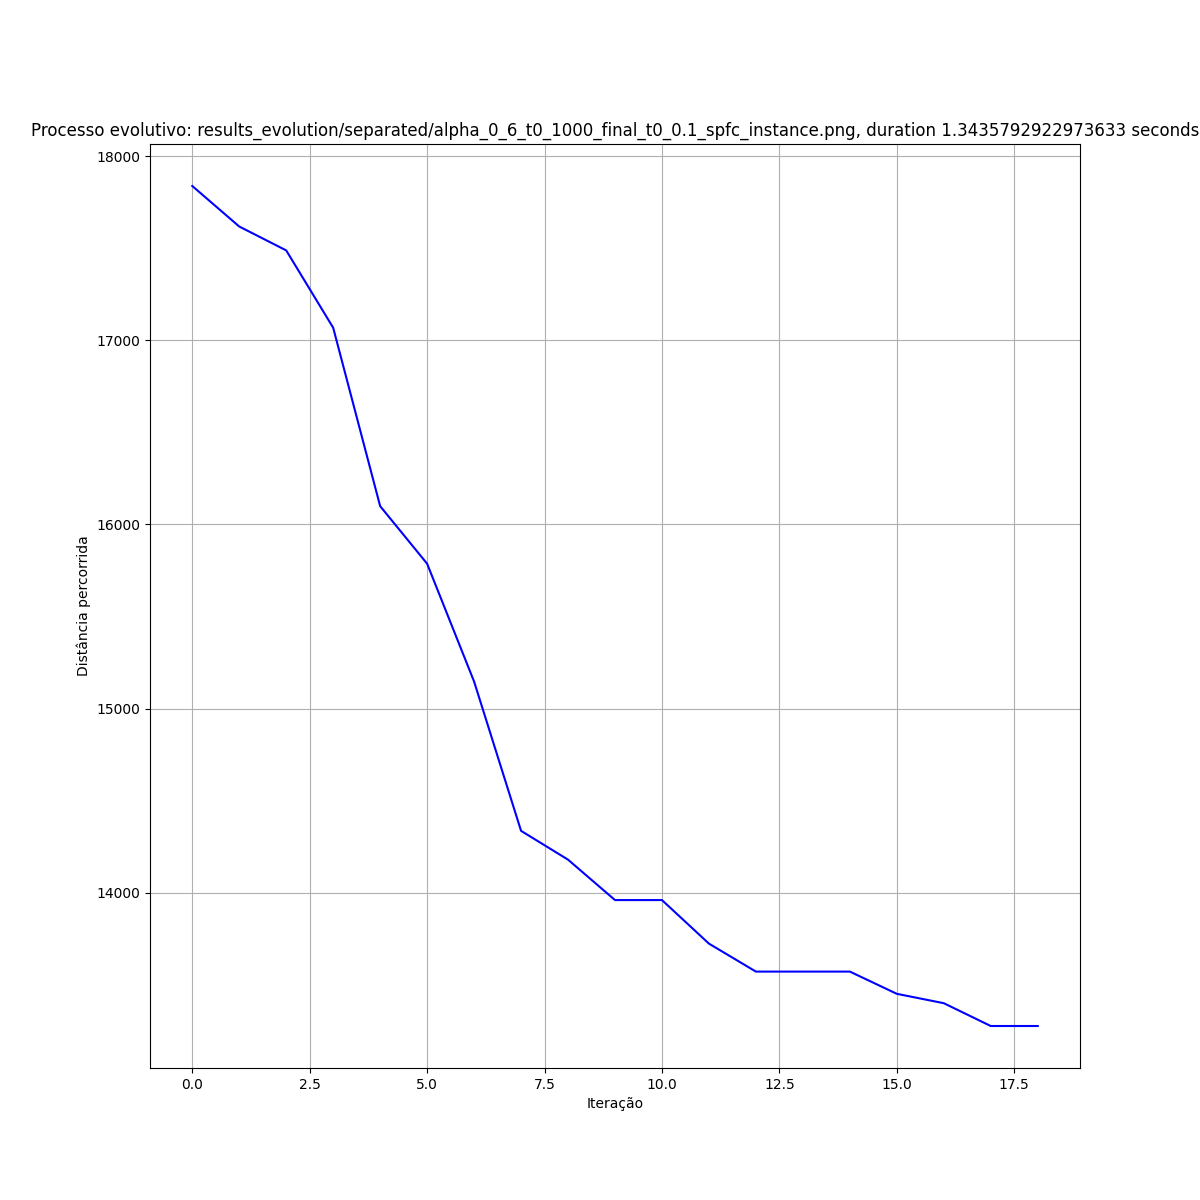 Processo evolutivo: results_evolution/separated/alpha_0_6_t0_1000_final_t0_0.1_spfc_instance.png, duration 1.3435792922973633 seconds
18000
17000
16000
15000
14000
Distância percorrida
0.0 2.5 5.0 7.5 10.0 12.5 15.0 17.5
Iteração